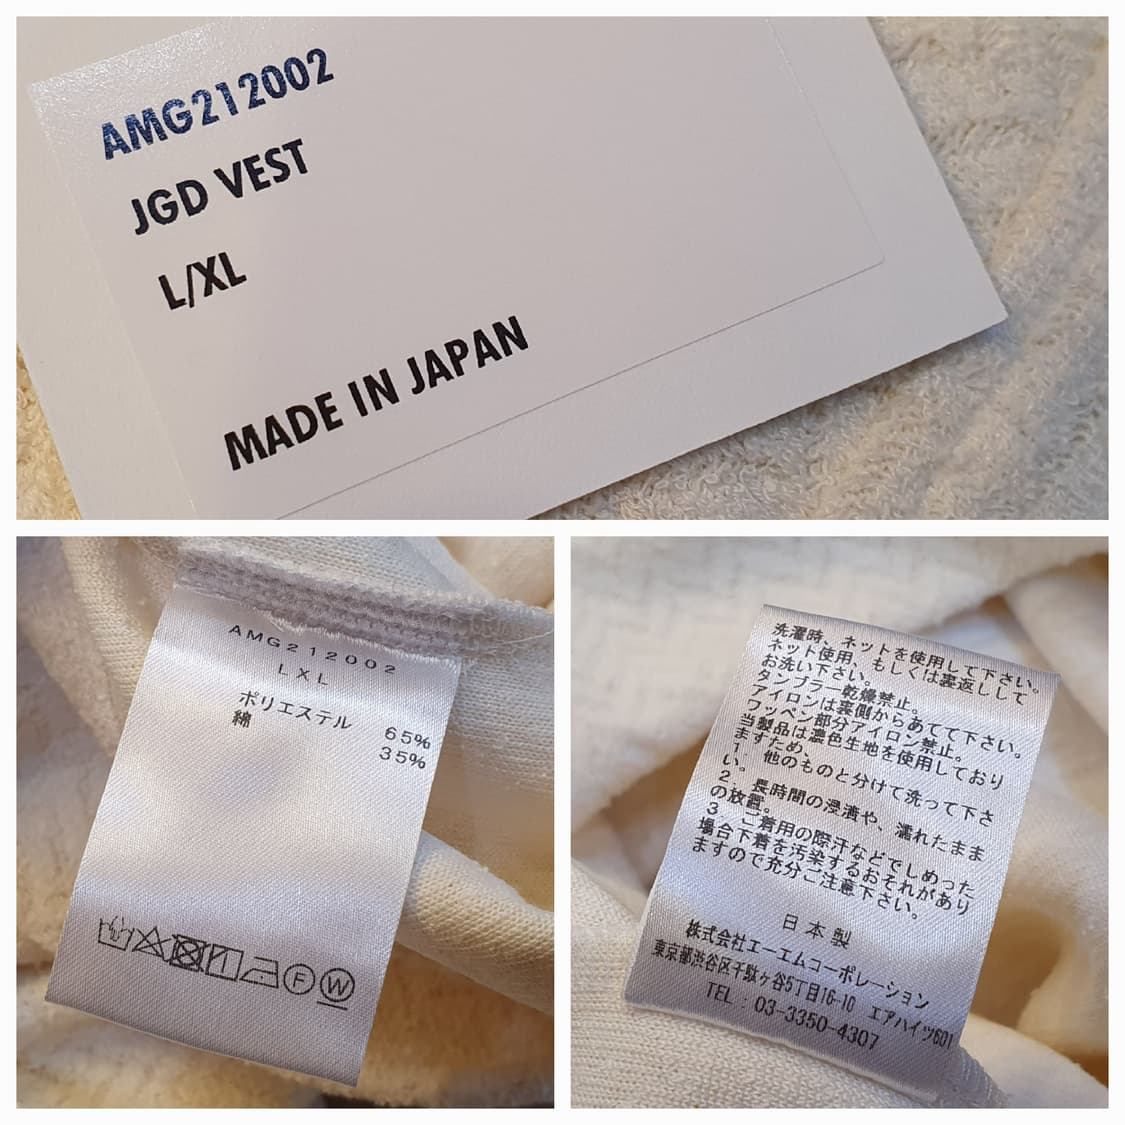 AMG212002
JGD VEST
L/XL
MADE IN JAPAN
AMG212002
LXL
ポリエステル 65%
綿 35%
F
W
洗濯時、ネットを使用して下さい。
ネット使用、もしくは裏返しして
お洗い下さい。
タンブラー乾燥禁止。
アイロンは裏側からあてて下さい。
ワッペン部分アイロン禁止。
当製品は濃色生地を使用しており
ますため、
1. 他のものと分けて洗って下さ
い。
2. 長時間の浸漬や、濡れたまま
の放置。
3. ご着用の際汗などでしめった
場合下着を汚染するおそれがあり
ますので充分ご注意下さい。
日本製
株式会社エーエムコーポレーション
東京都渋谷区千駄ヶ谷5丁目16-10 エアハイツ601
TEL : 03-3350-4307